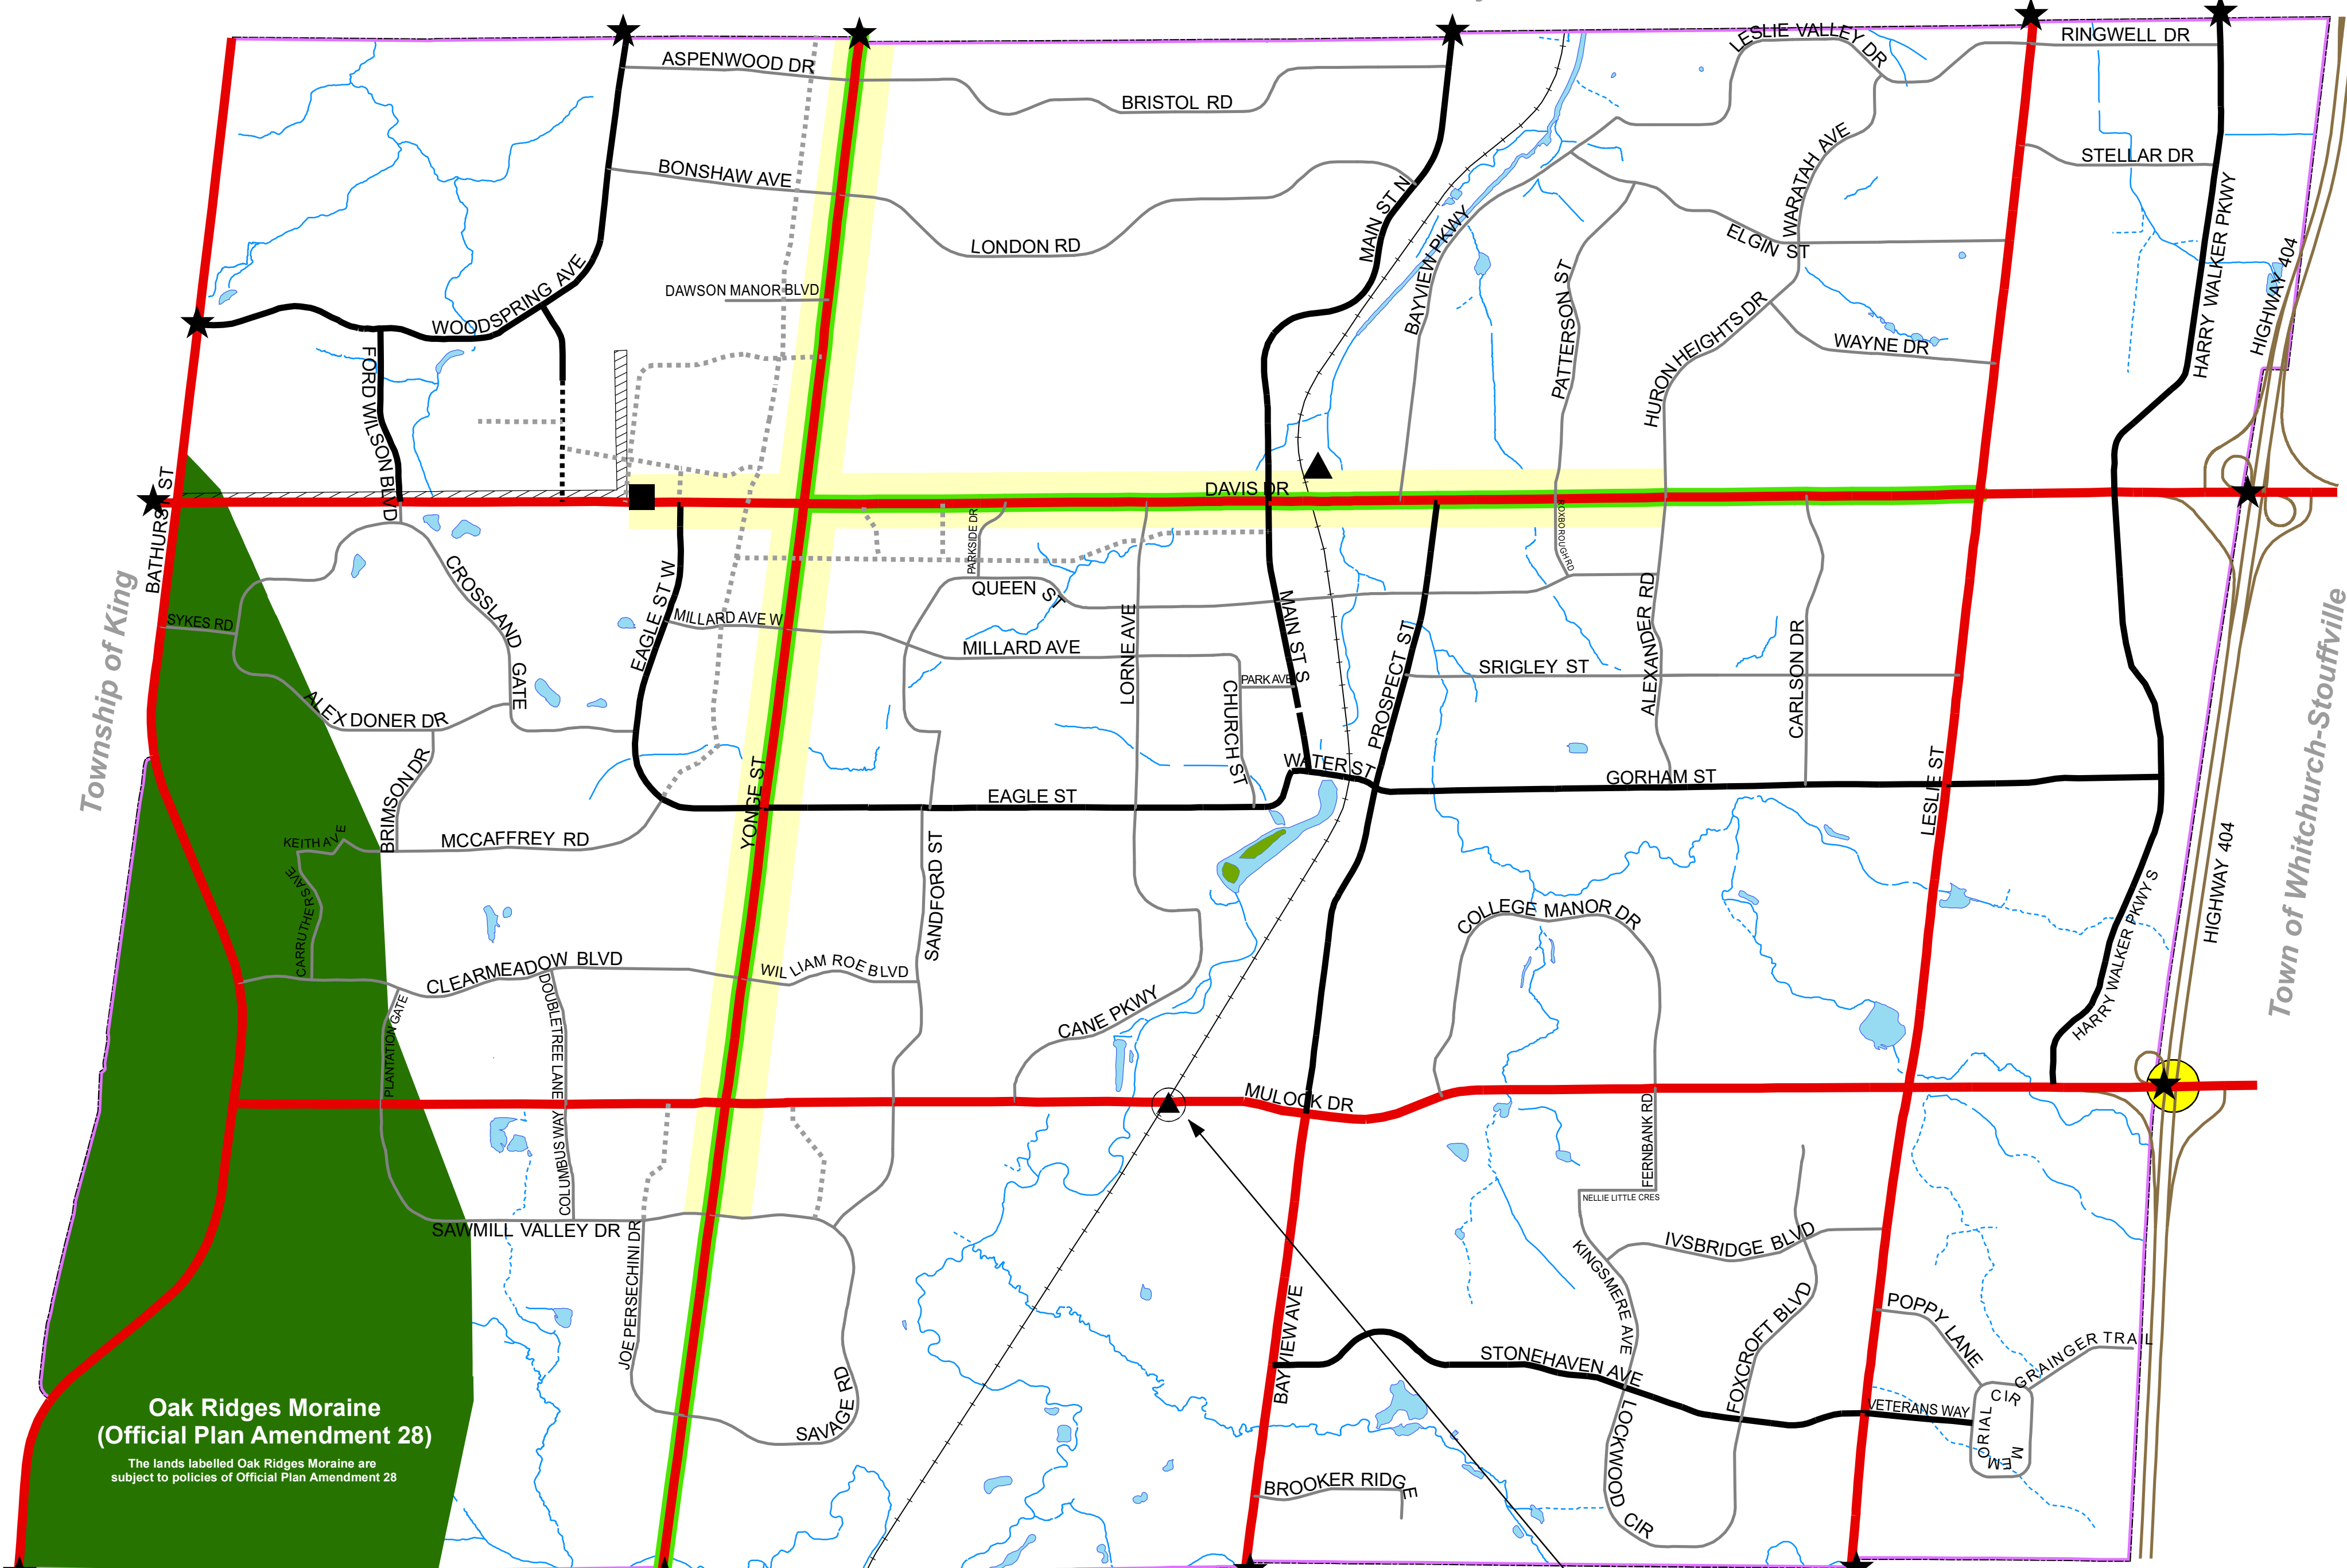 LESLIE VALLEY DR
RINGWELL DR
ASPENWOOD DR
BRISTOL RD
WARATAH AVE
STELLAR DR
BONSHAW AVE
MAIN ST N
HARRY WALKER PKWY
LONDON RD
BAYVIEW PKWY
ELGIN ST
HIGHWAY 404
DAWSON MANOR BLVD
WOODSPRING AVE
PATTERSON ST
HURON HEIGHTS DR
WAYNE DR
FORD WILSON BLVD
BATHURST ST
DAVIS DR
PARKSIDE DR
ROXBOROUGH RD
Township of King
CROSSLAND GATE
EAGLE ST W
QUEEN ST
MAIN ST S
ALEXANDER RD
SYKES RD
MILLARD AVE W
MILLARD AVE
LORNE AVE
PROSPECT ST
SRIGLEY ST
CARLSON DR
PARK AVE
CHURCH ST
ALEX DONER DR
Town of Whitchurch-Stouffville
BRIMSON DR
YONGE ST
WATER ST
GORHAM ST
LESLIE ST
EAGLE ST
KEITH AVE
MCCAFFREY RD
SANDFORD ST
HIGHWAY 404
CARRUTHERS AVE
COLLEGE MANOR DR
HARRY WALKER PKWY S
CLEARMEADOW BLVD
WILLIAM ROE BLVD
PLANTATION GATE
DOUBLETREE LANE
CANE PKWY
COLUMBUS WAY
MULOCK DR
FERNBANK RD
NELLIE LITTLE CRES
SAWMILL VALLEY DR
JOE PERSECHINI DR
KINGSMERE AVE
IVSBRIDGE BLVD
BAYVIEW AVE
FOXCROFT BLVD
POPPY LANE
GRAINGER TRAIL
STONEHAVEN AVE
SAVAGE RD
VETERANS WAY
MEMORIAL CIR
LOCKWOOD CIR
BROOKER RIDGE
Oak Ridges Moraine
(Official Plan Amendment 28)
The lands labelled Oak Ridges Moraine are
subject to policies of Official Plan Amendment 28